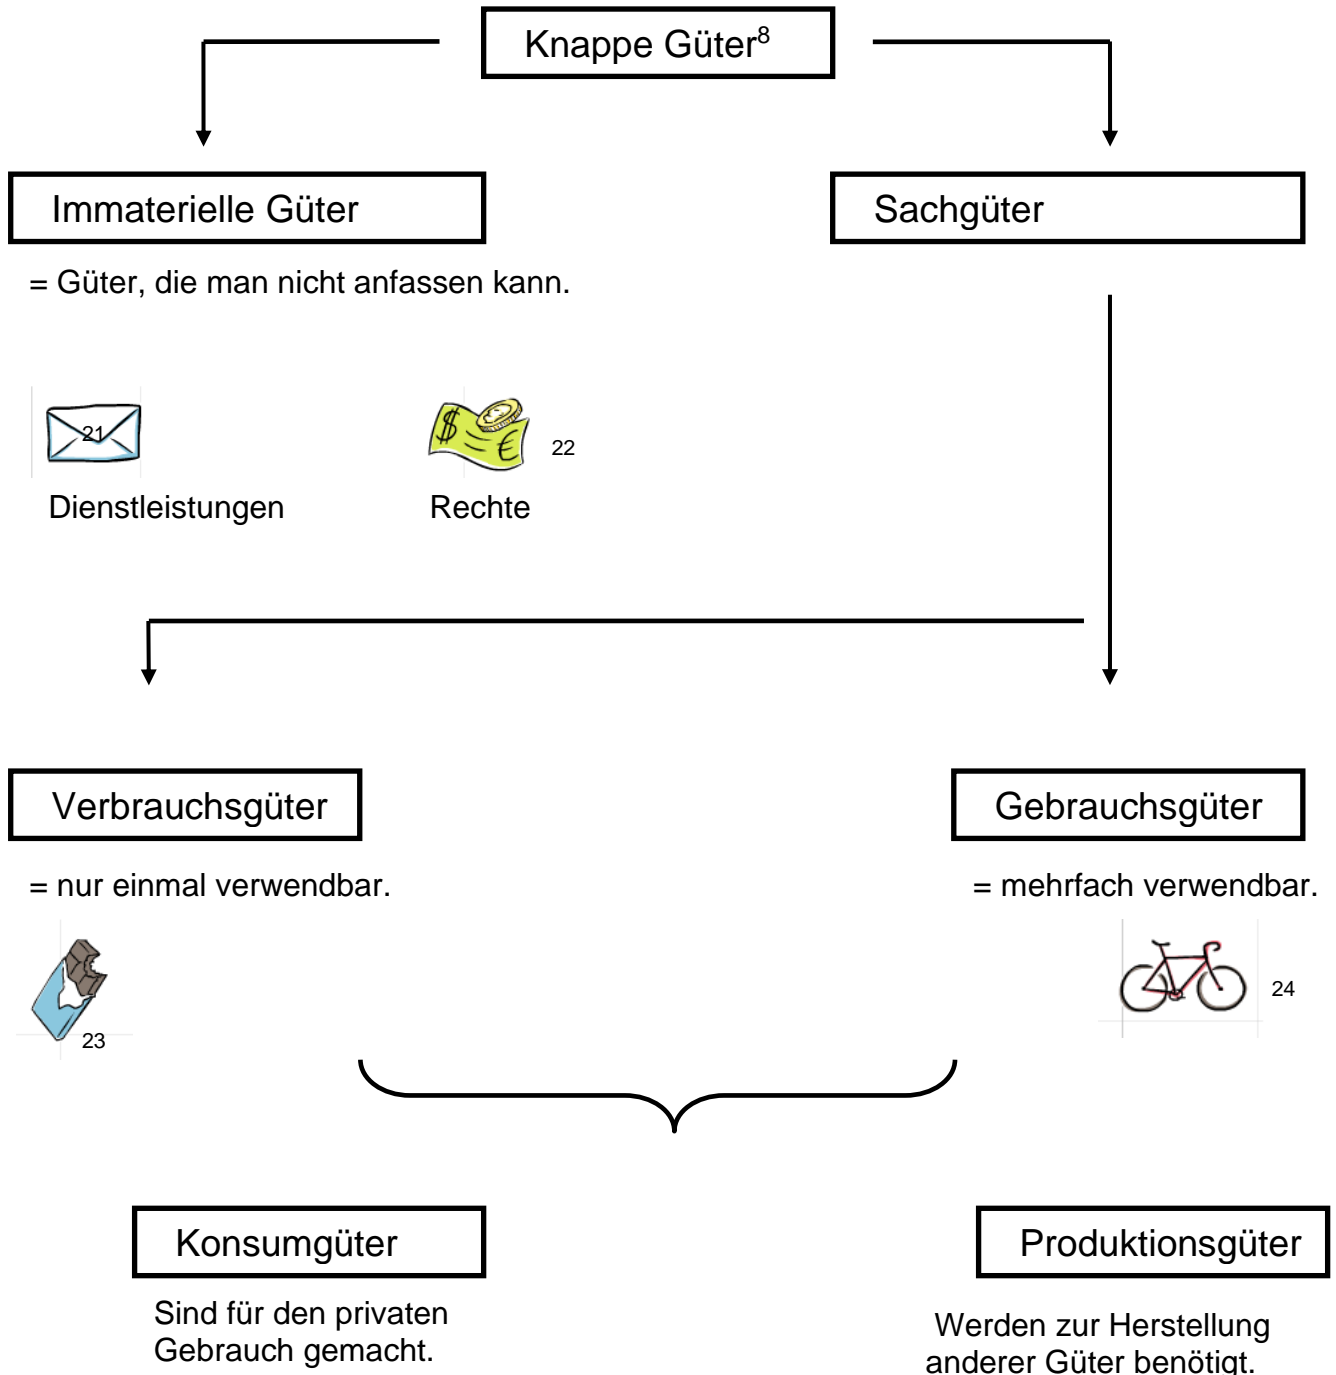 Knappe Güter⁸
Immaterielle Güter
Sachgüter
= Güter, die man nicht anfassen kann.
21
$ €
22
Dienstleistungen
Rechte
Verbrauchsgüter
Gebrauchsgüter
= nur einmal verwendbar.
= mehrfach verwendbar.
23
24
Konsumgüter
Produktionsgüter
Sind für den privaten
Gebrauch gemacht.
Werden zur Herstellung
anderer Güter benötigt.